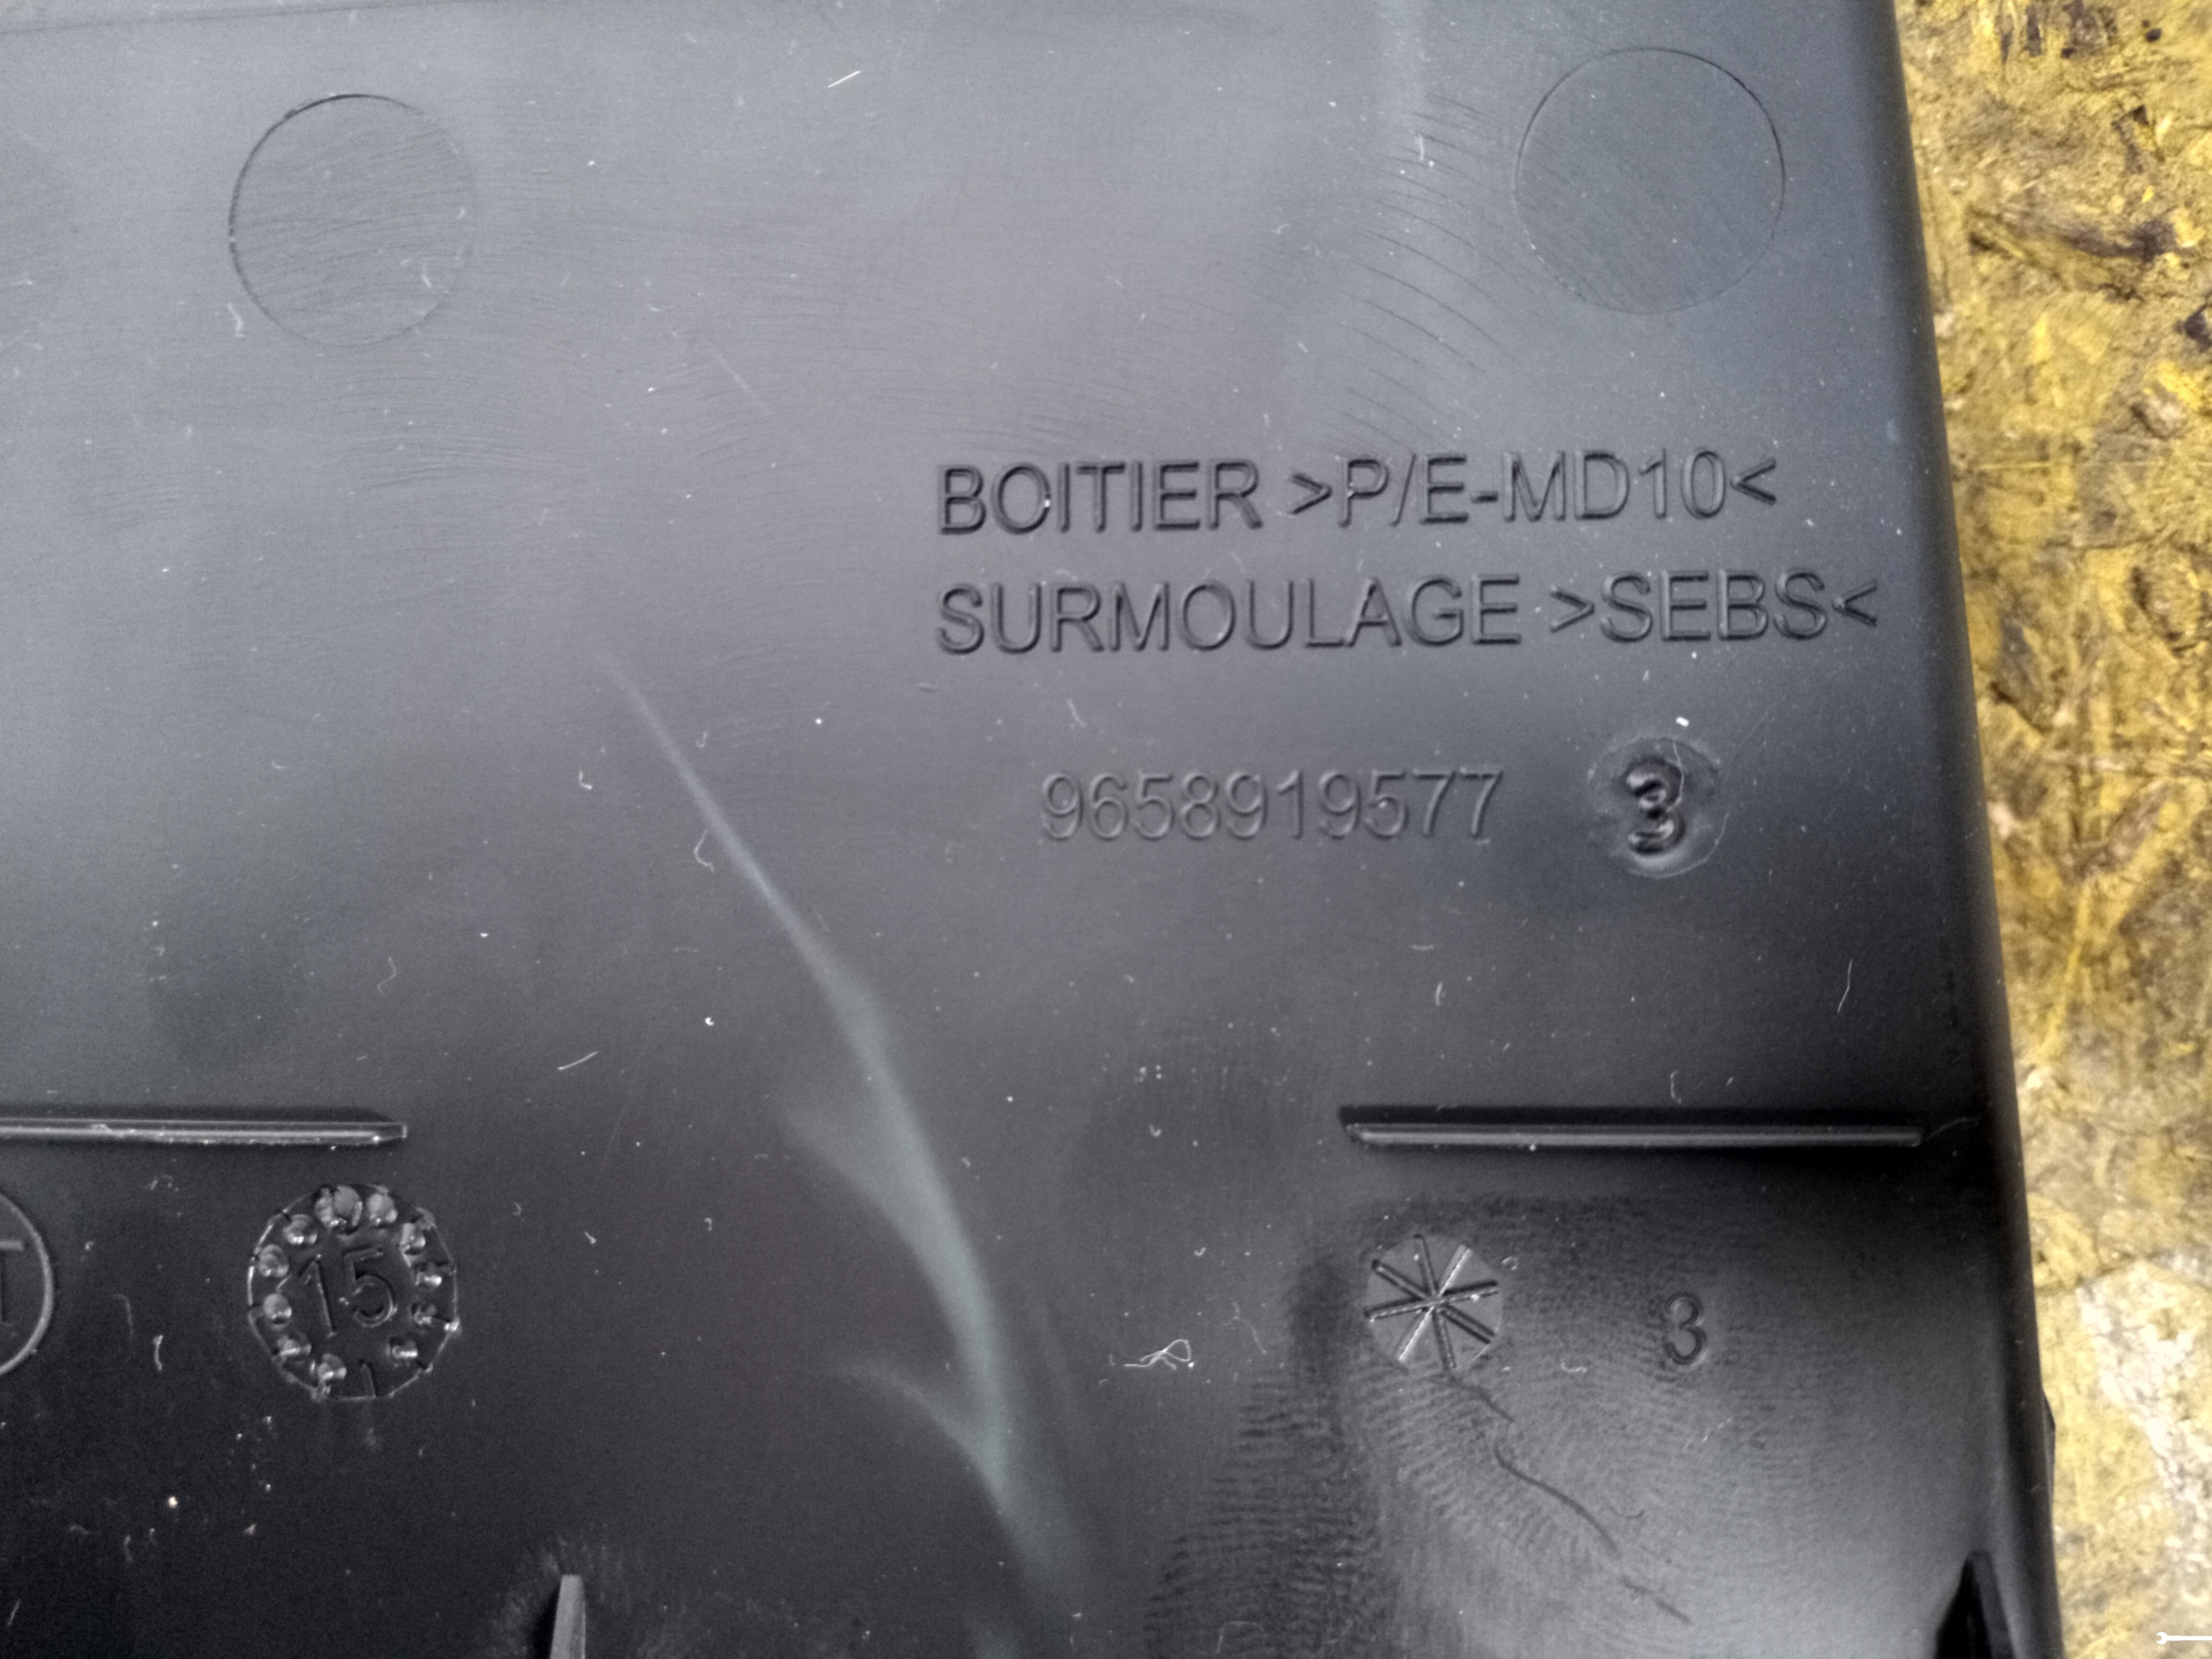 BOITIER >P/E-MD10<
SURMOULAGE >SEBS<
9658919577 3
15
3